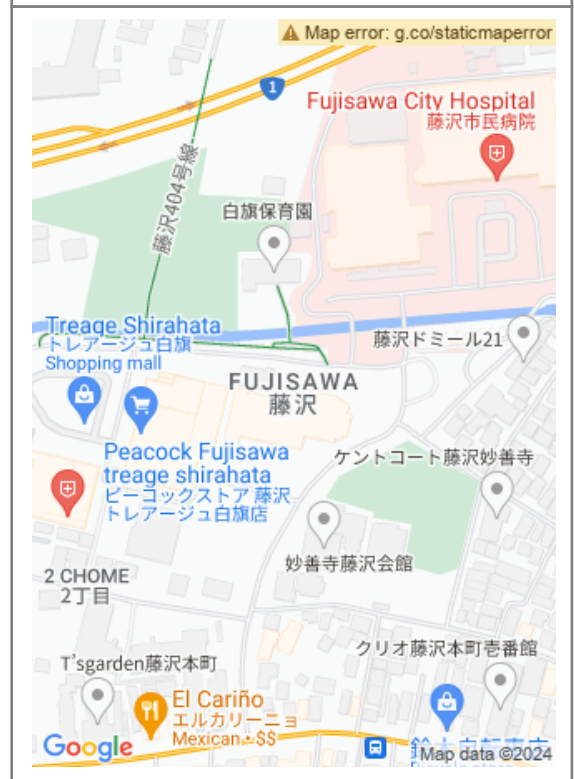 Map error: g.co/staticmaperror
1
Fujisawa City Hospital
藤沢市民病院
藤沢404号線
白旗保育園
Treage Shirahata
トレアージュ白旗
Shopping mall
藤沢ドミール21
FUJISAWA
藤沢
Peacock Fujisawa
treage shirahata
ピーコックストア 藤沢
トレアージュ白旗店
ケントコート藤沢妙善寺
妙善寺藤沢会館
2 CHOME
2丁目
T'sgarden藤沢本町
クリオ藤沢本町壱番館
El Cariño
エルカリーニョ
Mexican • $$
Google
Map data ©2024